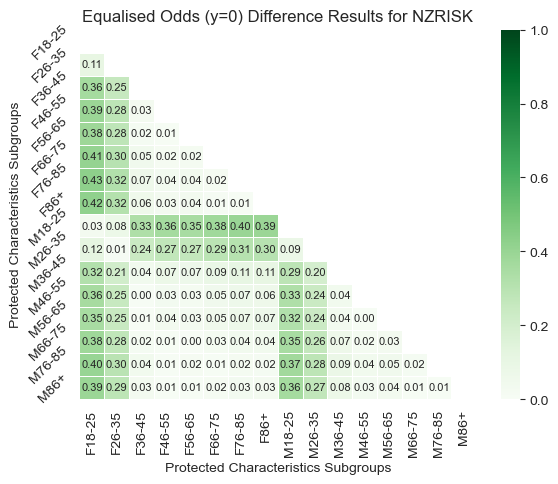 Equalised Odds (y=0) Difference Results for NZRISK
Protected Characteristics Subgroups
F18-25
F26-35 0.11
F36-45 0.36 0.25
F46-55 0.39 0.28 0.03
F56-65 0.38 0.28 0.02 0.01
F66-75 0.41 0.30 0.05 0.02 0.02
F76-85 0.43 0.32 0.07 0.04 0.04 0.02
F86+ 0.42 0.32 0.06 0.03 0.04 0.01 0.01
M18-25 0.03 0.08 0.33 0.36 0.35 0.38 0.40 0.39
M26-35 0.12 0.01 0.24 0.27 0.27 0.29 0.31 0.30 0.09
M36-45 0.32 0.21 0.04 0.07 0.07 0.09 0.11 0.11 0.29 0.20
M46-55 0.36 0.25 0.00 0.03 0.03 0.05 0.07 0.06 0.33 0.24 0.04
M56-65 0.35 0.25 0.01 0.04 0.03 0.05 0.07 0.07 0.32 0.24 0.04 0.00
M66-75 0.38 0.28 0.02 0.01 0.00 0.03 0.04 0.04 0.35 0.26 0.07 0.02 0.03
M76-85 0.40 0.30 0.04 0.01 0.02 0.01 0.02 0.02 0.37 0.28 0.09 0.04 0.05 0.02
M86+ 0.39 0.29 0.03 0.01 0.01 0.02 0.03 0.03 0.36 0.27 0.08 0.03 0.04 0.01 0.01
F18-25 F26-35 F36-45 F46-55 F56-65 F66-75 F76-85 F86+ M18-25 M26-35 M36-45 M46-55 M56-65 M66-75 M76-85 M86+
Protected Characteristics Subgroups
1.0
0.8
0.6
0.4
0.2
0.0